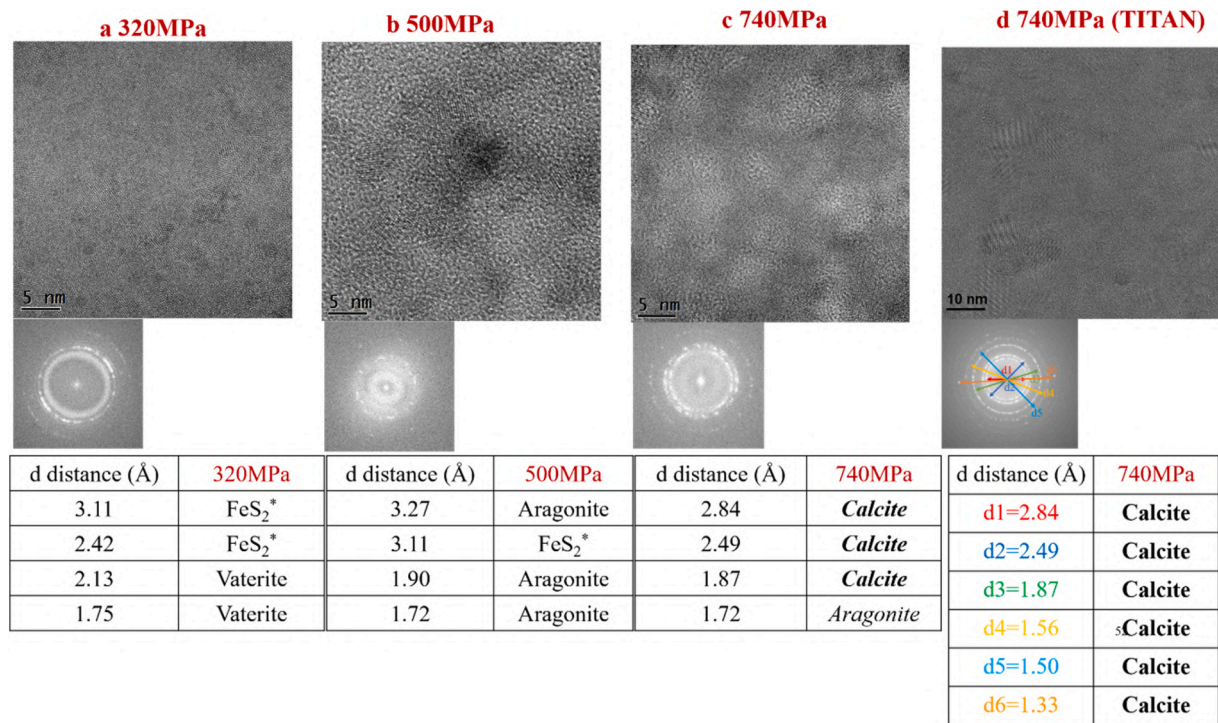 a 320MPa
b 500MPa
c 740MPa
d 740MPa (TITAN)
5 nm
5 nm
5 nm
10 nm
d1
d2
d4
d5
d distance (Å) 320MPa
3.11 FeS2*
2.42 FeS2*
2.13 Vaterite
1.75 Vaterite
d distance (Å) 500MPa
3.27 Aragonite
3.11 FeS2*
1.90 Aragonite
1.72 Aragonite
d distance (Å) 740MPa
2.84 Calcite
2.49 Calcite
1.87 Calcite
1.72 Aragonite
d distance (Å) 740MPa
d1=2.84 Calcite
d2=2.49 Calcite
d3=1.87 Calcite
d4=1.56 Calcite
d5=1.50 Calcite
d6=1.33 Calcite